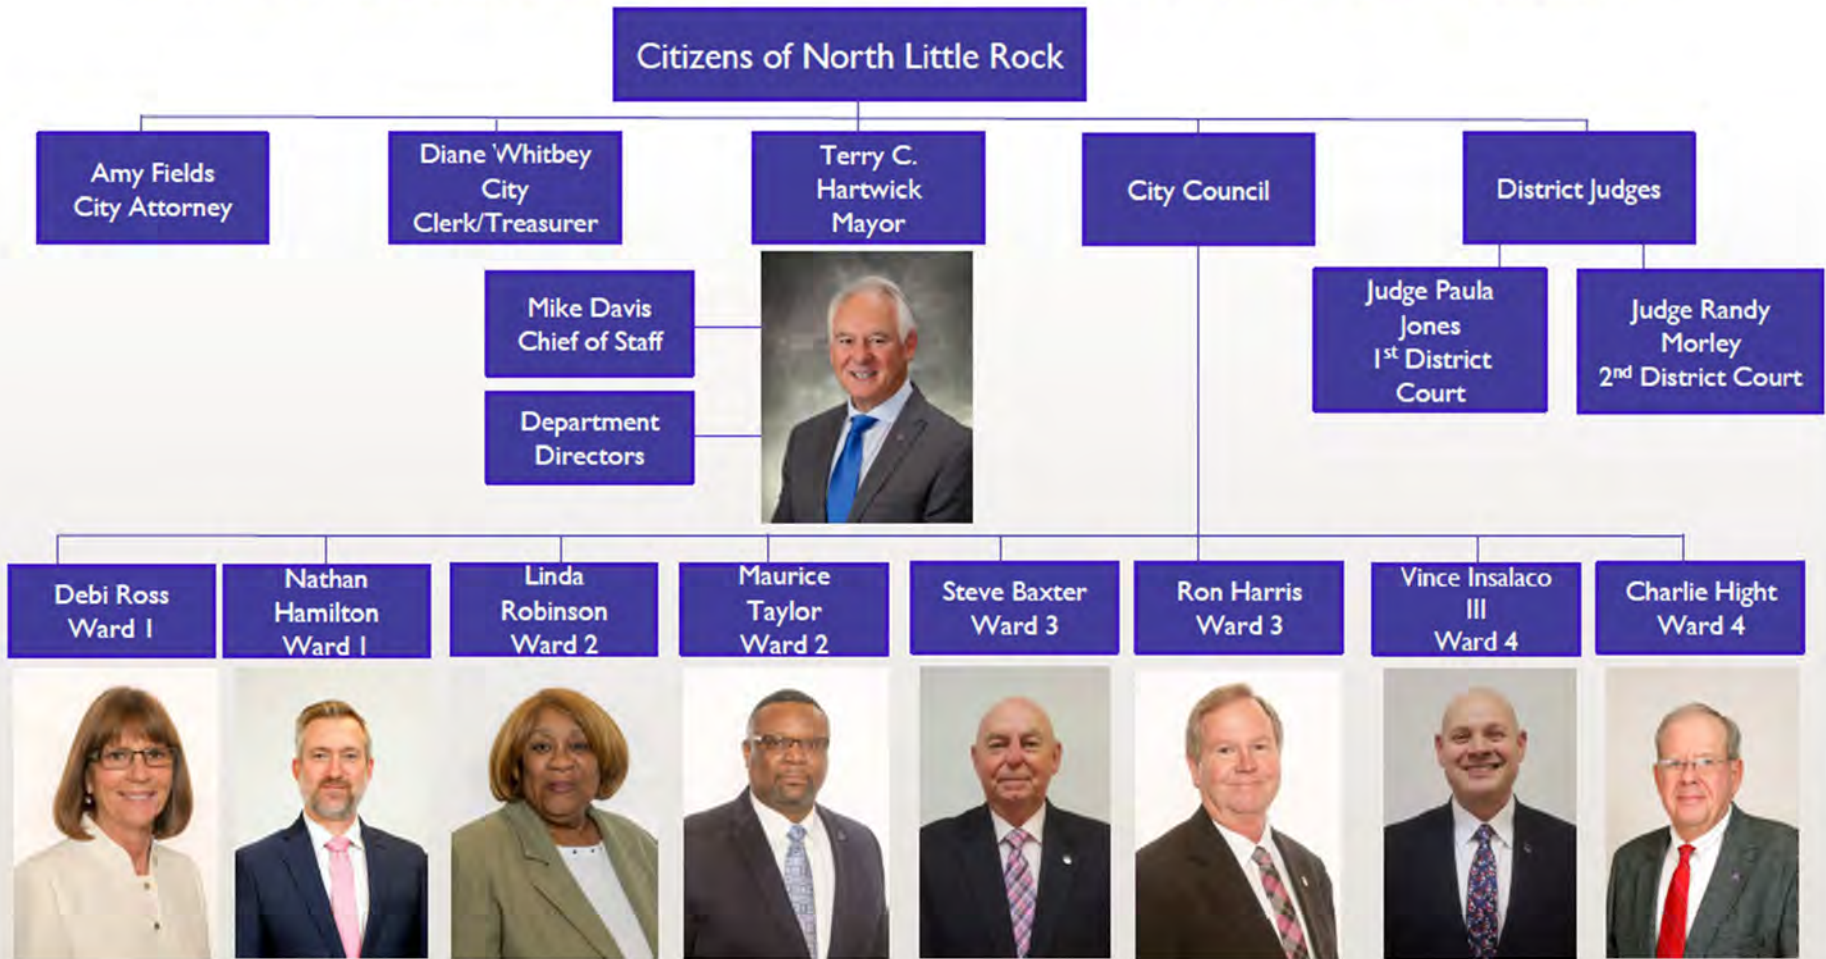 Citizens of North Little Rock
Amy Fields
City Attorney
Diane Whitbey
City
Clerk/Treasurer
Terry C.
Hartwick
Mayor
City Council
District Judges
Mike Davis
Chief of Staff
Department
Directors
Judge Paula
Jones
1st District
Court
Judge Randy
Morley
2nd District Court
Debi Ross
Ward 1
Nathan
Hamilton
Ward 1
Linda
Robinson
Ward 2
Maurice
Taylor
Ward 2
Steve Baxter
Ward 3
Ron Harris
Ward 3
Vince Insalaco
III
Ward 4
Charlie Hight
Ward 4